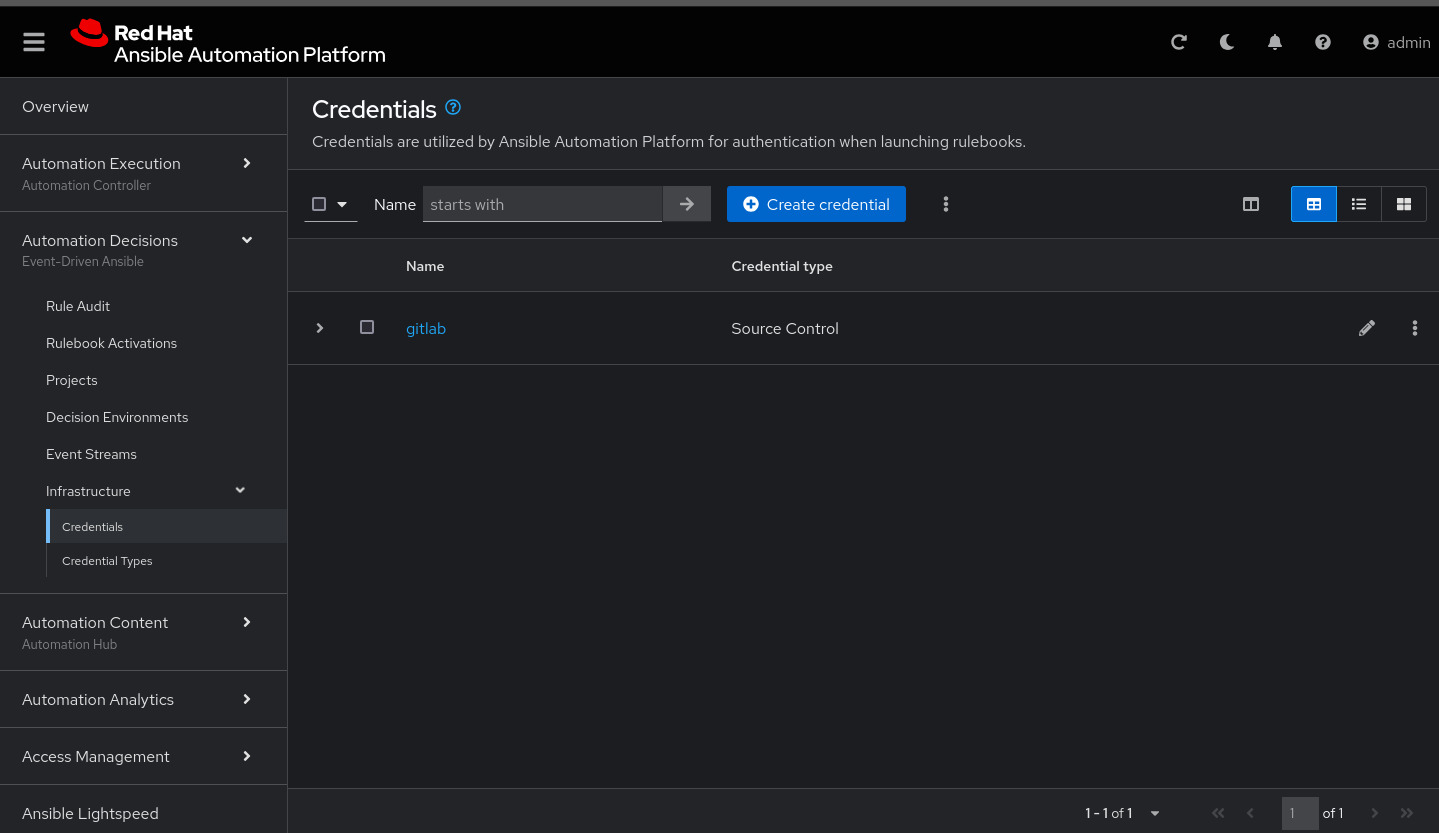 Red Hat
Ansible Automation Platform
admin
Overview
Automation Execution
Automation Controller
Automation Decisions
Event-Driven Ansible
Rule Audit
Rulebook Activations
Projects
Decision Environments
Event Streams
Infrastructure
Credentials
Credential Types
Automation Content
Automation Hub
Automation Analytics
Access Management
Ansible Lightspeed
Credentials
Credentials are utilized by Ansible Automation Platform for authentication when launching rulebooks.
Name starts with Create credential
Name Credential type
gitlab Source Control
1 - 1 of 1 1 of 1